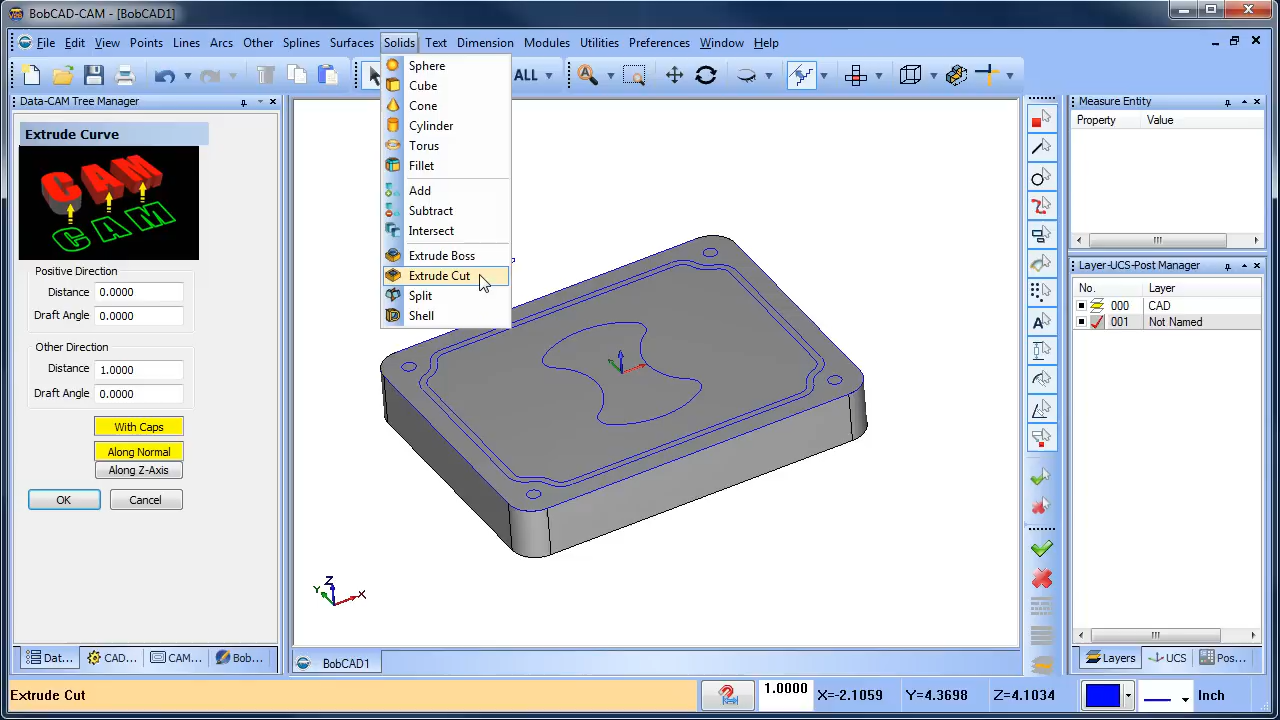 BobCAD-CAM - [BobCAD1]
File Edit View Points Lines Arcs Other Splines Surfaces Solids Text Dimension Modules Utilities Preferences Window Help
ALL
Data-CAM Tree Manager
Extrude Curve
CAM
CAM
Positive Direction
Distance 0.0000
Draft Angle 0.0000
Other Direction
Distance 1.0000
Draft Angle 0.0000
With Caps
Along Normal
Along Z-Axis
OK Cancel
Dat... CAD... CAM... Bob...
Sphere
Cube
Cone
Cylinder
Torus
Fillet
Add
Subtract
Intersect
Extrude Boss
Extrude Cut
Split
Shell
Z
Y X
BobCAD1
Measure Entity
Property Value
Layer-UCS-Post Manager
No. Layer
000 CAD
001 Not Named
Layers UCS Pos...
Extrude Cut 1.0000 X=-2.1059 Y=4.3698 Z=4.1034 Inch